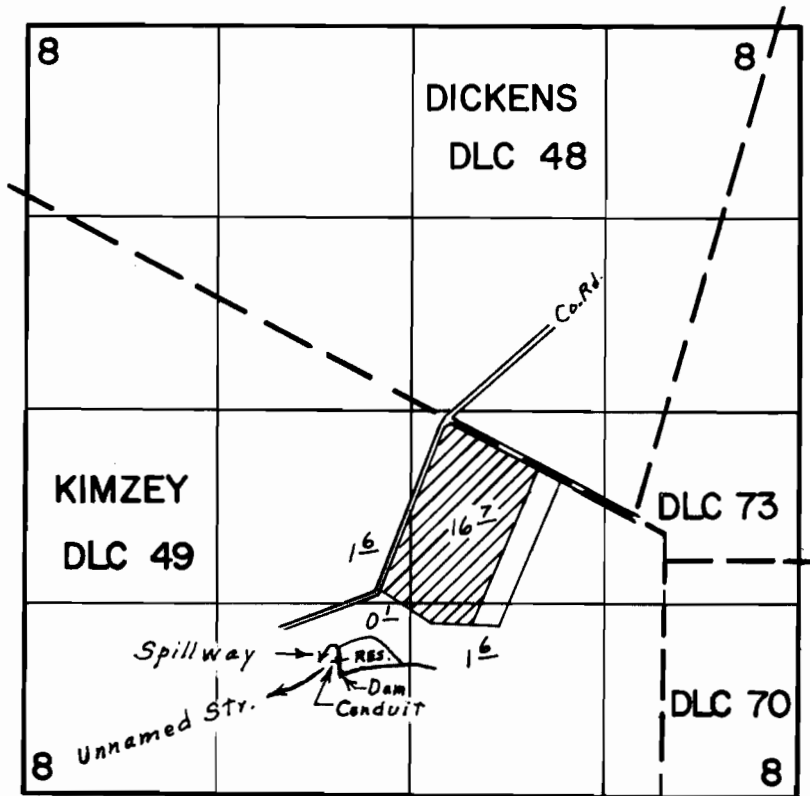 8
8
DICKENS
DLC 48
Co. Rd.
KIMZEY
DLC 49
DLC 73
16 7
1 6
0 1
1 6
Spillway
RES.
Dam
Conduit
Unnamed Str.
DLC 70
8
8